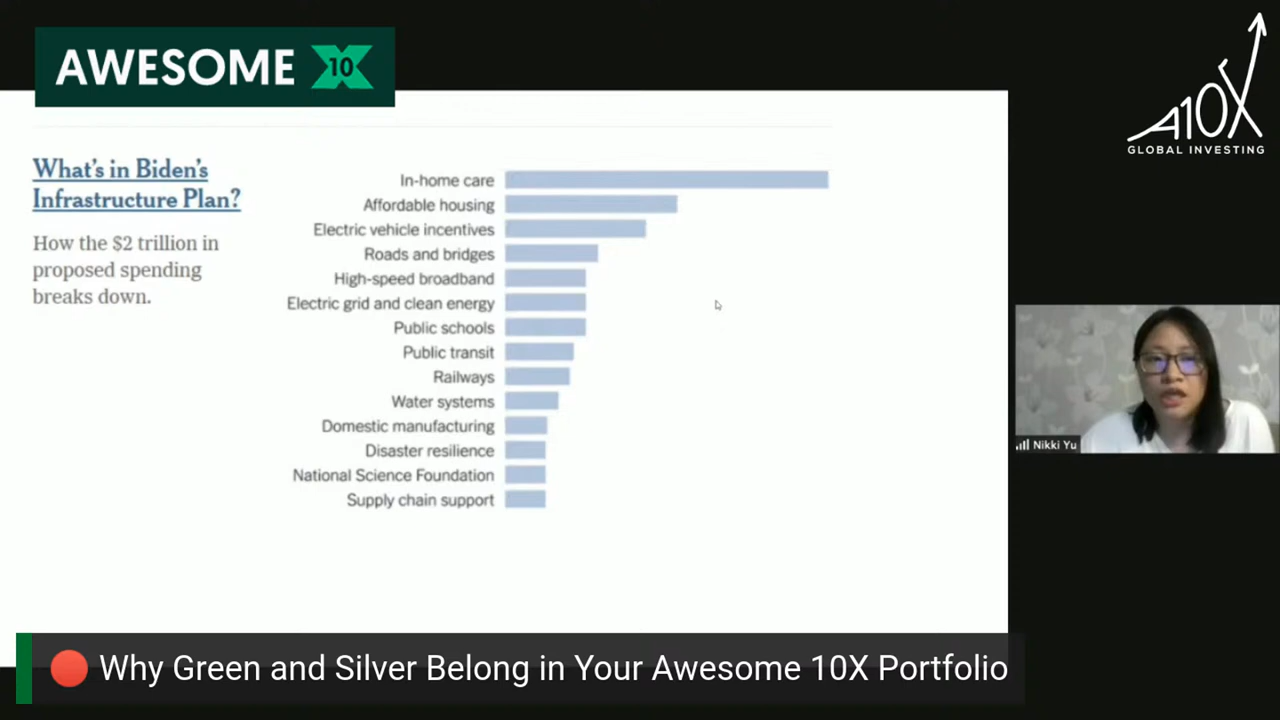 AWESOME 10
A10X
GLOBAL INVESTING
What's in Biden's
Infrastructure Plan?
How the $2 trillion in
proposed spending
breaks down.
In-home care
Affordable housing
Electric vehicle incentives
Roads and bridges
High-speed broadband
Electric grid and clean energy
Public schools
Public transit
Railways
Water systems
Domestic manufacturing
Disaster resilience
National Science Foundation
Supply chain support
Nikki Yu
Why Green and Silver Belong in Your Awesome 10X Portfolio